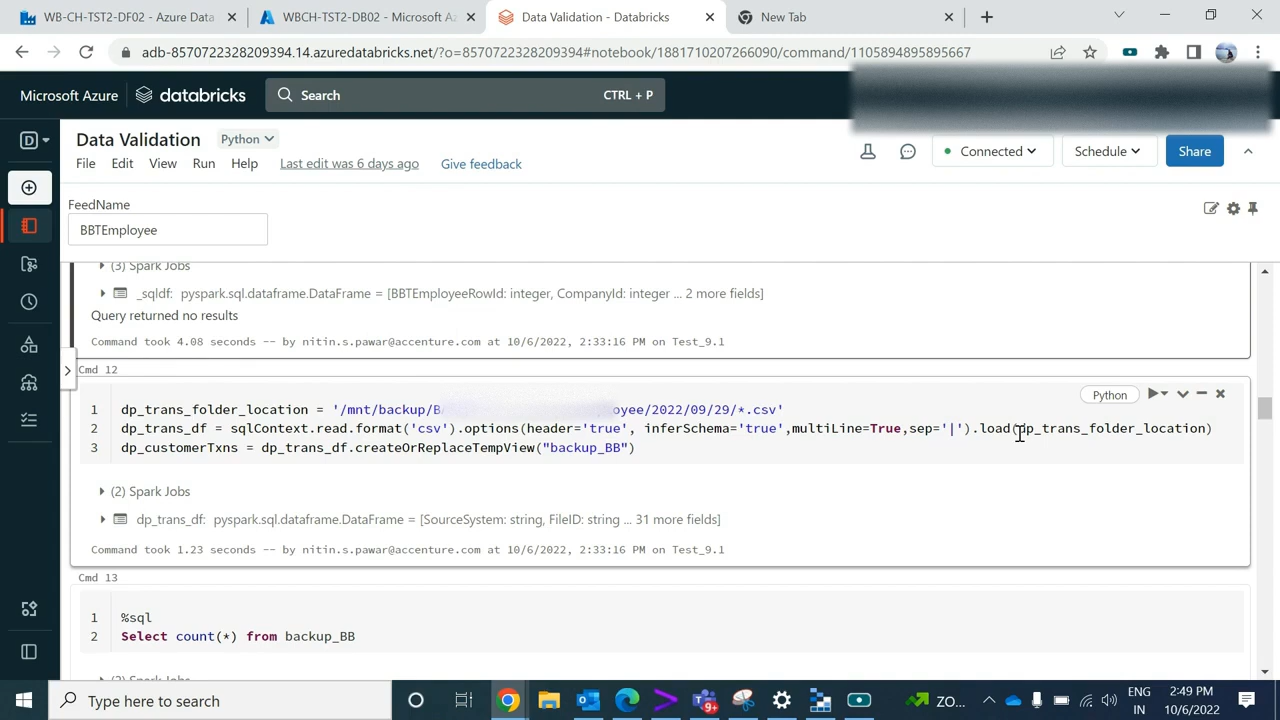 WB-CH-TST2-DF02 - Azure Data
WBCH-TST2-DB02 - Microsoft Az
Data Validation - Databricks
New Tab
adb-8570722328209394.14.azuredatabricks.net/?o=8570722328209394#notebook/1881710207266090/command/1105894895895667
Microsoft Azure
databricks
Search
CTRL + P
D
Data Validation
Python
File Edit View Run Help Last edit was 6 days ago Give feedback
Connected
Schedule
Share
FeedName
BBTEmployee
(3) Spark Jobs
_sqldf: pyspark.sql.dataframe.DataFrame = [BBTEmployeeRowId: integer, CompanyId: integer ... 2 more fields]
Query returned no results
Command took 4.08 seconds -- by nitin.s.pawar@accenture.com at 10/6/2022, 2:33:16 PM on Test_9.1
Cmd 12
Python
1 dp_trans_folder_location = '/mnt/backup/B oyee/2022/09/29/*.csv'
2 dp_trans_df = sqlContext.read.format('csv').options(header='true', inferSchema='true',multiLine=True,sep='|').load(dp_trans_folder_location)
3 dp_customerTxns = dp_trans_df.createOrReplaceTempView("backup_BB")
(2) Spark Jobs
dp_trans_df: pyspark.sql.dataframe.DataFrame = [SourceSystem: string, FileID: string ... 31 more fields]
Command took 1.23 seconds -- by nitin.s.pawar@accenture.com at 10/6/2022, 2:33:16 PM on Test_9.1
Cmd 13
1 %sql
2 Select count(*) from backup_BB
Type here to search
9+
ZO...
ENG
IN
2:49 PM
10/6/2022